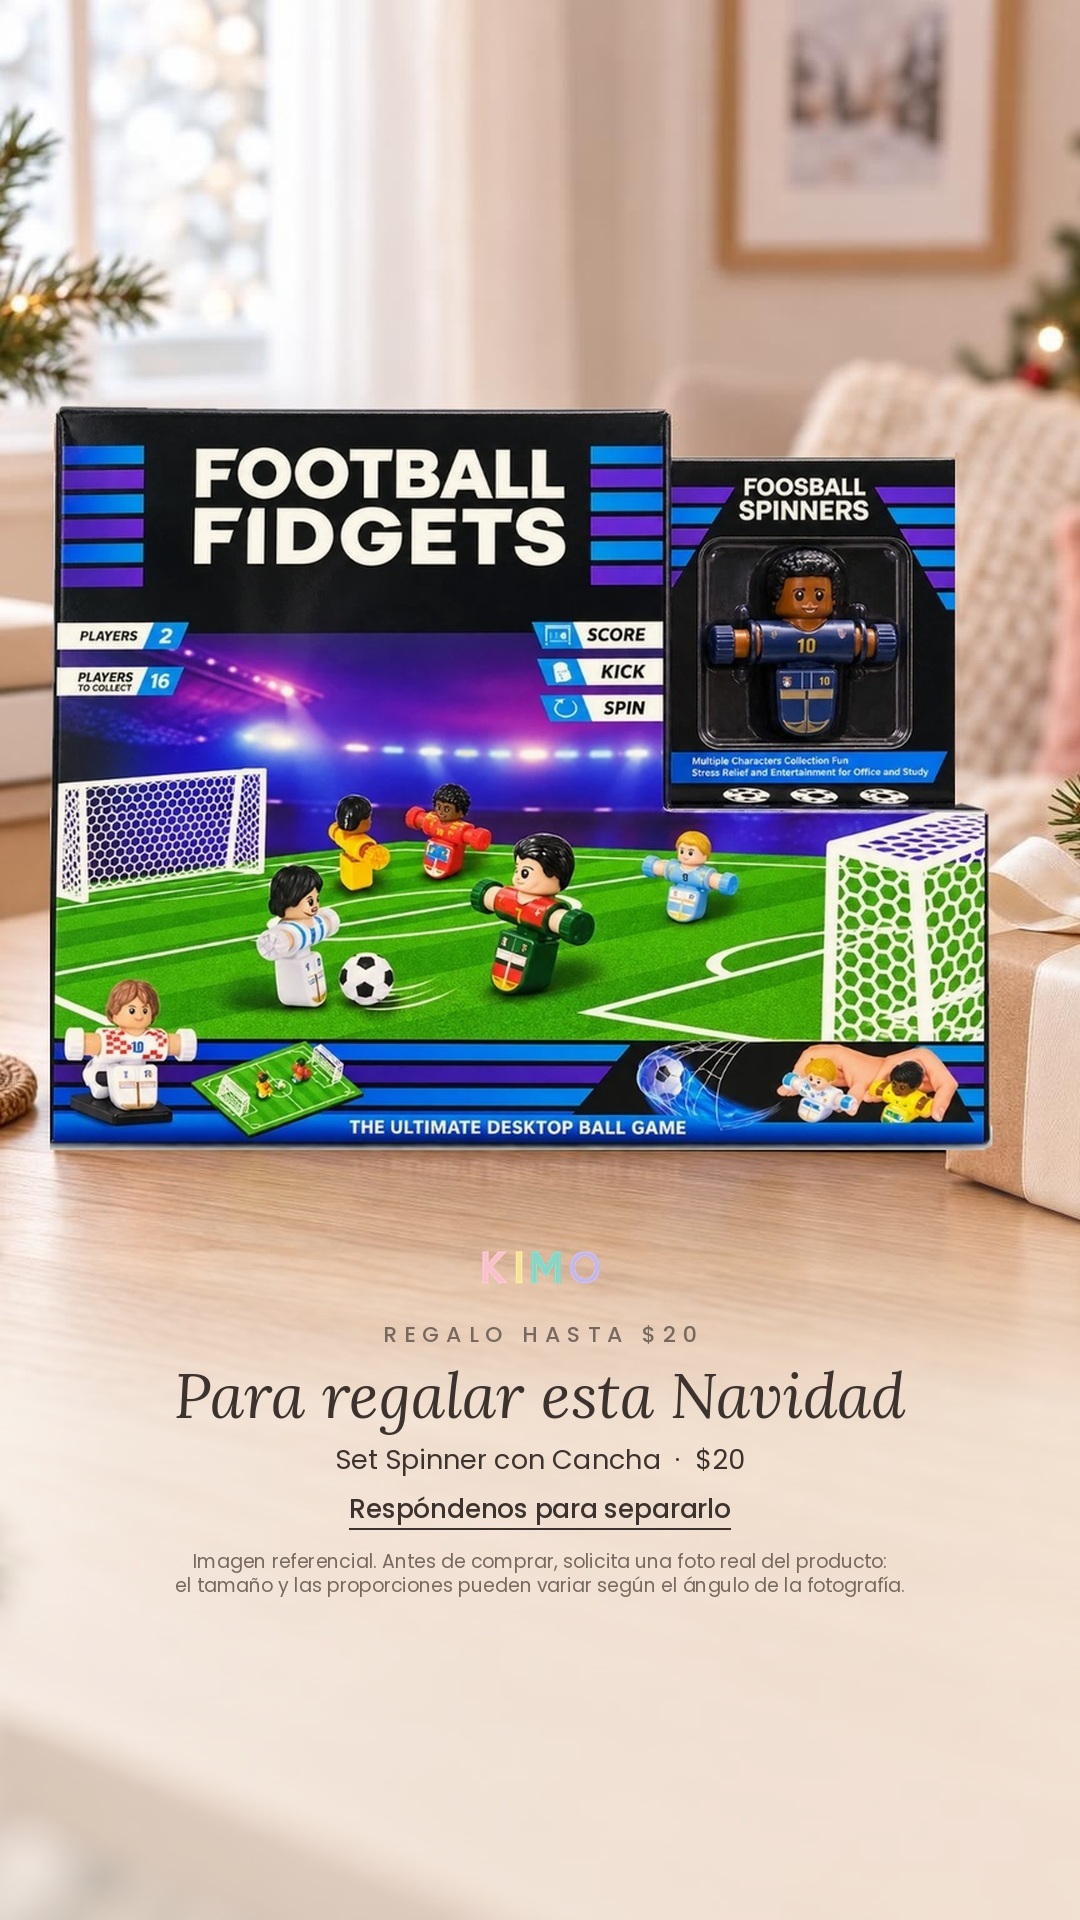 FOOTBALL
FIDGETS
FOOSBALL
SPINNERS
PLAYERS 2
PLAYERS
TO COLLECT 16
SCORE
KICK
SPIN
10
10
Multiple Characters Collection Fun
Stress Relief and Entertainment for Office and Study
10
THE ULTIMATE DESKTOP BALL GAME
KIMO
REGALO HASTA $20
Para regalar esta Navidad
Set Spinner con Cancha · $20
Respóndenos para separarlo
Imagen referencial. Antes de comprar, solicita una foto real del producto:
el tamaño y las proporciones pueden variar según el ángulo de la fotografía.